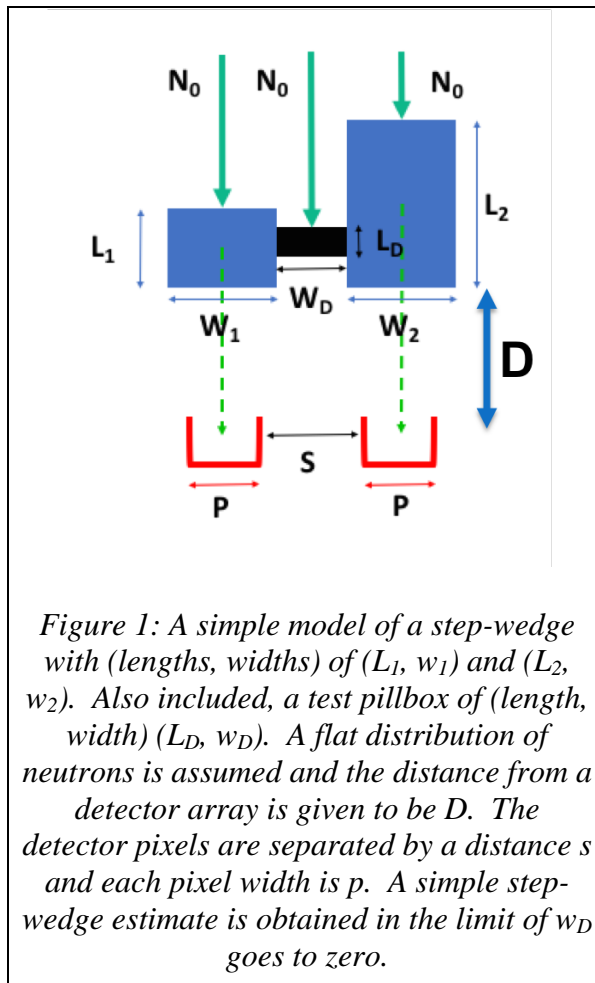 N0 N0 N0
L1 LD L2
WD
W1 W2
D
S
P P
Figure 1: A simple model of a step-wedge
with (lengths, widths) of (L1, w1) and (L2,
w2). Also included, a test pillbox of (length,
width) (LD, wD). A flat distribution of
neutrons is assumed and the distance from a
detector array is given to be D. The
detector pixels are separated by a distance s
and each pixel width is p. A simple step-
wedge estimate is obtained in the limit of wD
goes to zero.